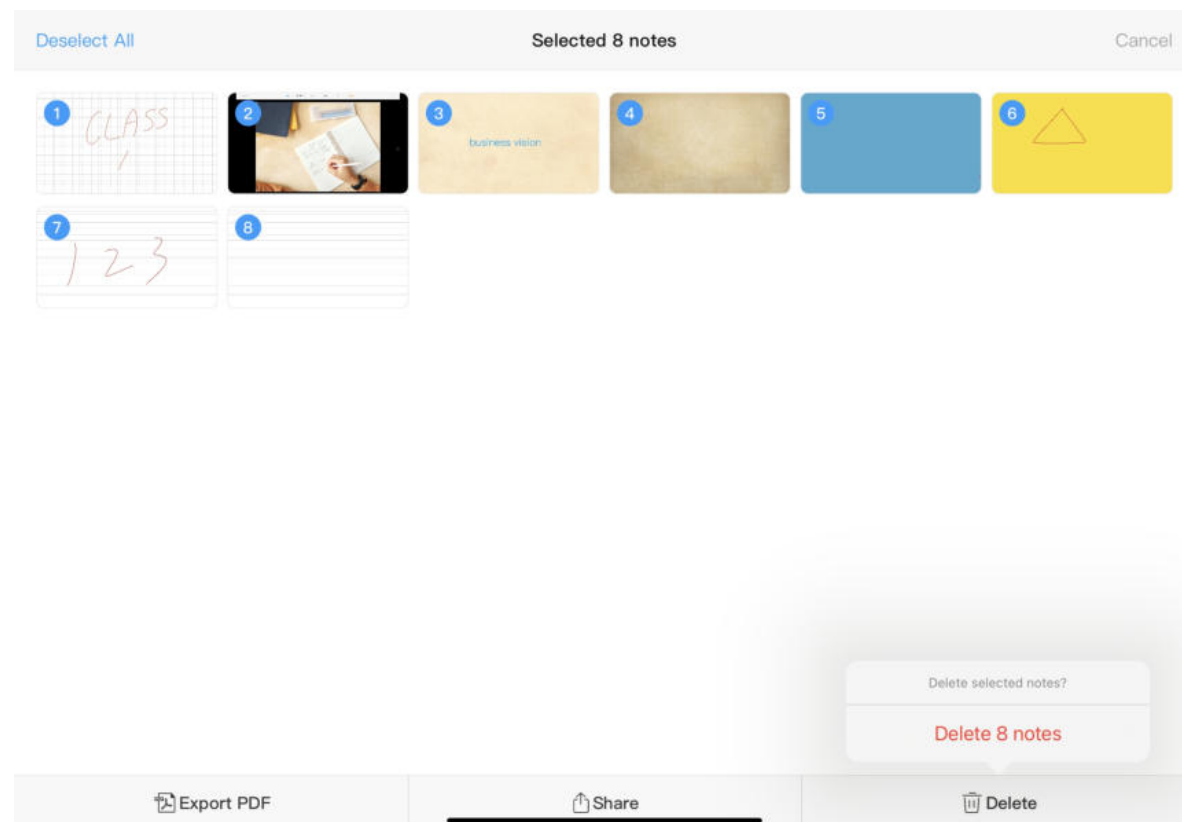 Deselect All
Selected 8 notes
Cancel
1
CLASS
1
2
3
business vision
4
5
6
7
1 2 3
8
Delete selected notes?
Delete 8 notes
Export PDF
Share
Delete